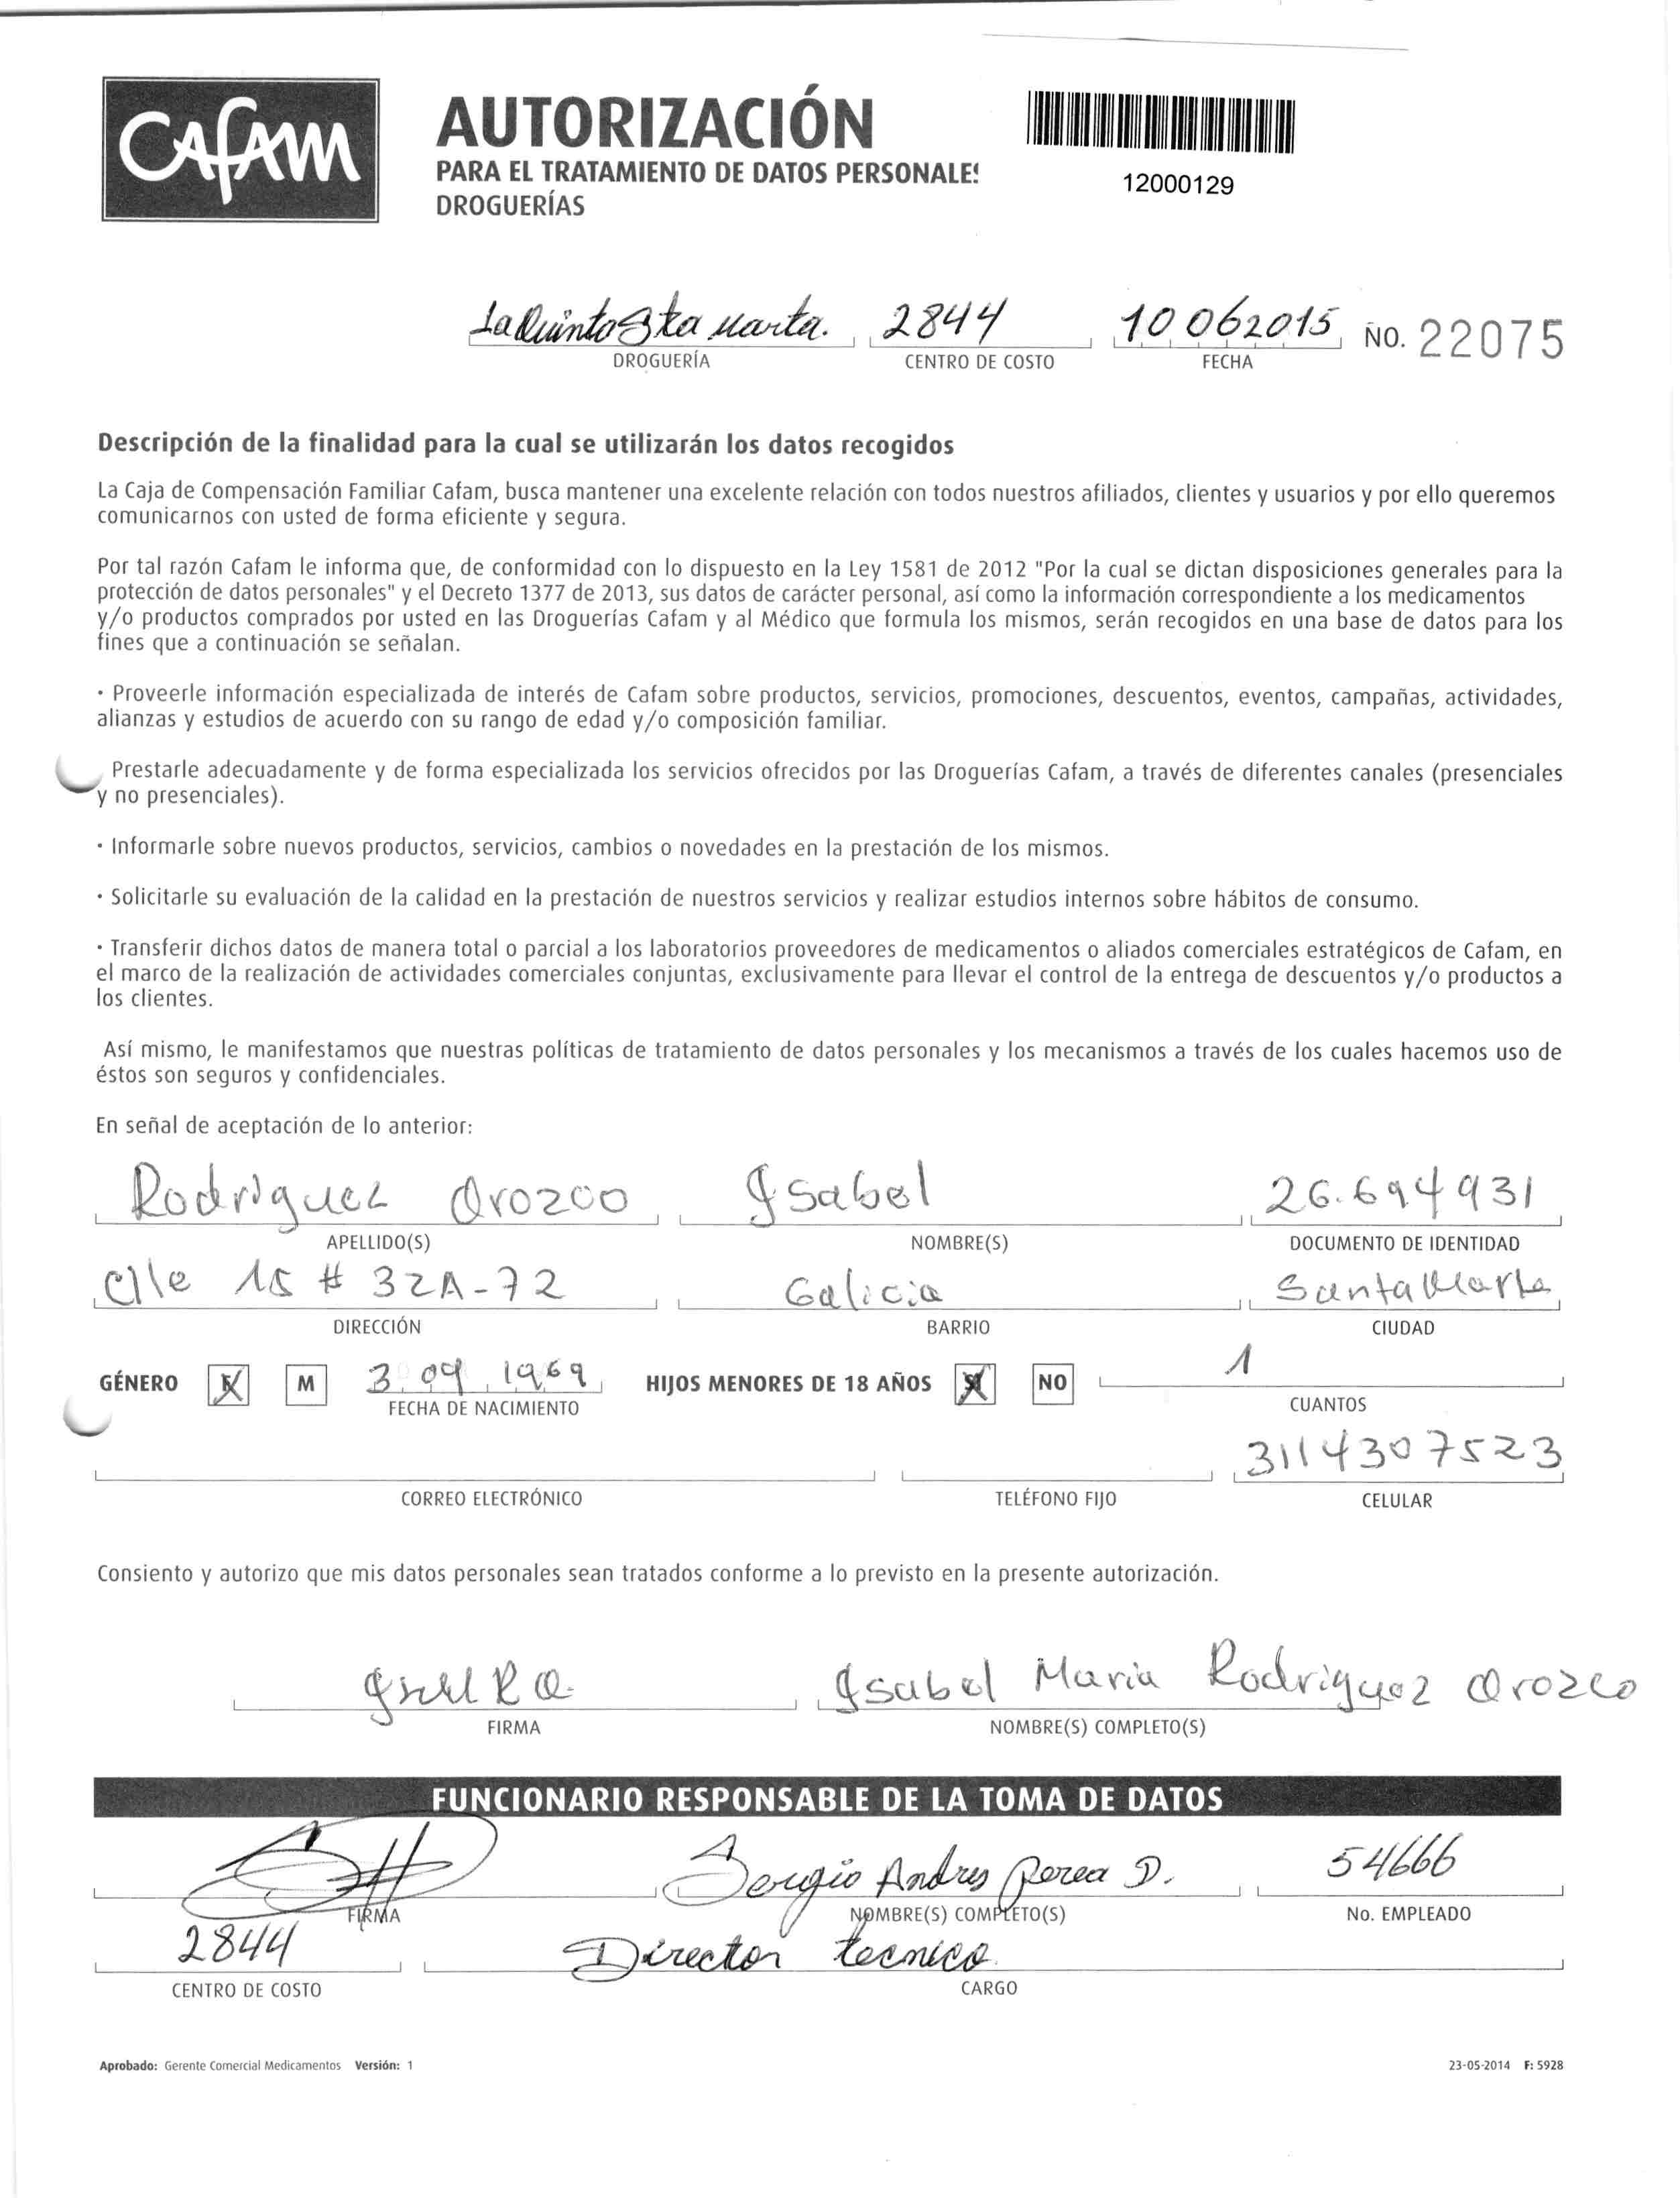 CAFAM
AUTORIZACIÓN
PARA EL TRATAMIENTO DE DATOS PERSONALES
DROGUERÍAS
12000129
La Quinta Sta Marta. 2844 10 06 2015 NO. 22075
DROGUERÍA CENTRO DE COSTO FECHA
Descripción de la finalidad para la cual se utilizarán los datos recogidos
La Caja de Compensación Familiar Cafam, busca mantener una excelente relación con todos nuestros afiliados, clientes y usuarios y por ello queremos
comunicarnos con usted de forma eficiente y segura.
Por tal razón Cafam le informa que, de conformidad con lo dispuesto en la Ley 1581 de 2012 "Por la cual se dictan disposiciones generales para la
protección de datos personales" y el Decreto 1377 de 2013, sus datos de carácter personal, así como la información correspondiente a los medicamentos
y/o productos comprados por usted en las Droguerías Cafam y al Médico que formula los mismos, serán recogidos en una base de datos para los
fines que a continuación se señalan.
· Proveerle información especializada de interés de Cafam sobre productos, servicios, promociones, descuentos, eventos, campañas, actividades,
alianzas y estudios de acuerdo con su rango de edad y/o composición familiar.
Prestarle adecuadamente y de forma especializada los servicios ofrecidos por las Droguerías Cafam, a través de diferentes canales (presenciales
y no presenciales).
· Informarle sobre nuevos productos, servicios, cambios o novedades en la prestación de los mismos.
· Solicitarle su evaluación de la calidad en la prestación de nuestros servicios y realizar estudios internos sobre hábitos de consumo.
· Transferir dichos datos de manera total o parcial a los laboratorios proveedores de medicamentos o aliados comerciales estratégicos de Cafam, en
el marco de la realización de actividades comerciales conjuntas, exclusivamente para llevar el control de la entrega de descuentos y/o productos a
los clientes.
Así mismo, le manifestamos que nuestras políticas de tratamiento de datos personales y los mecanismos a través de los cuales hacemos uso de
éstos son seguros y confidenciales.
En señal de aceptación de lo anterior:
Rodriguez Orozco Isabel 26.694931
APELLIDO(S) NOMBRE(S) DOCUMENTO DE IDENTIDAD
Clle 15 # 32A-72 Galicia Santa Marta
DIRECCIÓN BARRIO CIUDAD
GÉNERO F M 3 09 1969 HIJOS MENORES DE 18 AÑOS SI NO 1
FECHA DE NACIMIENTO CUANTOS
3114307523
CORREO ELECTRÓNICO TELÉFONO FIJO CELULAR
Consiento y autorizo que mis datos personales sean tratados conforme a lo previsto en la presente autorización.
Isabel Maria Rodriguez Orozco
FIRMA NOMBRE(S) COMPLETO(S)
FUNCIONARIO RESPONSABLE DE LA TOMA DE DATOS
Sergio Andres Perea D. 54666
FIRMA NOMBRE(S) COMPLETO(S) No. EMPLEADO
2844 Director tecnico.
CENTRO DE COSTO CARGO
Aprobado: Gerente Comercial Medicamentos Versión: 1 23-05-2014 F: 5928